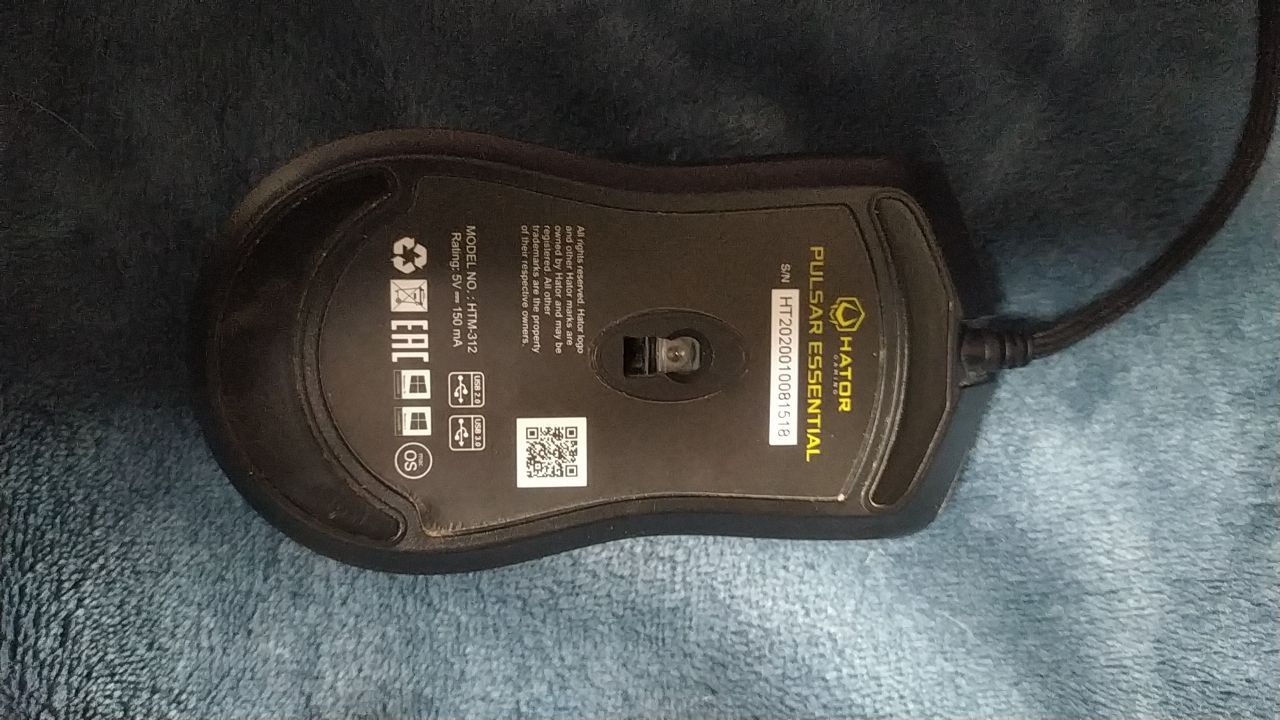 HATOR
GAMING
PULSAR ESSENTIAL
S/N HT2020010081518
All rights reserved. Hator logo
and other Hator marks are
owned by Hator and may be
registered. All other
trademarks are the property
of their respective owners.
MODEL NO.: HTM-312
Rating: 5V⎓150 mA
USB 2.0
USB 3.0
EAC
mac
OS